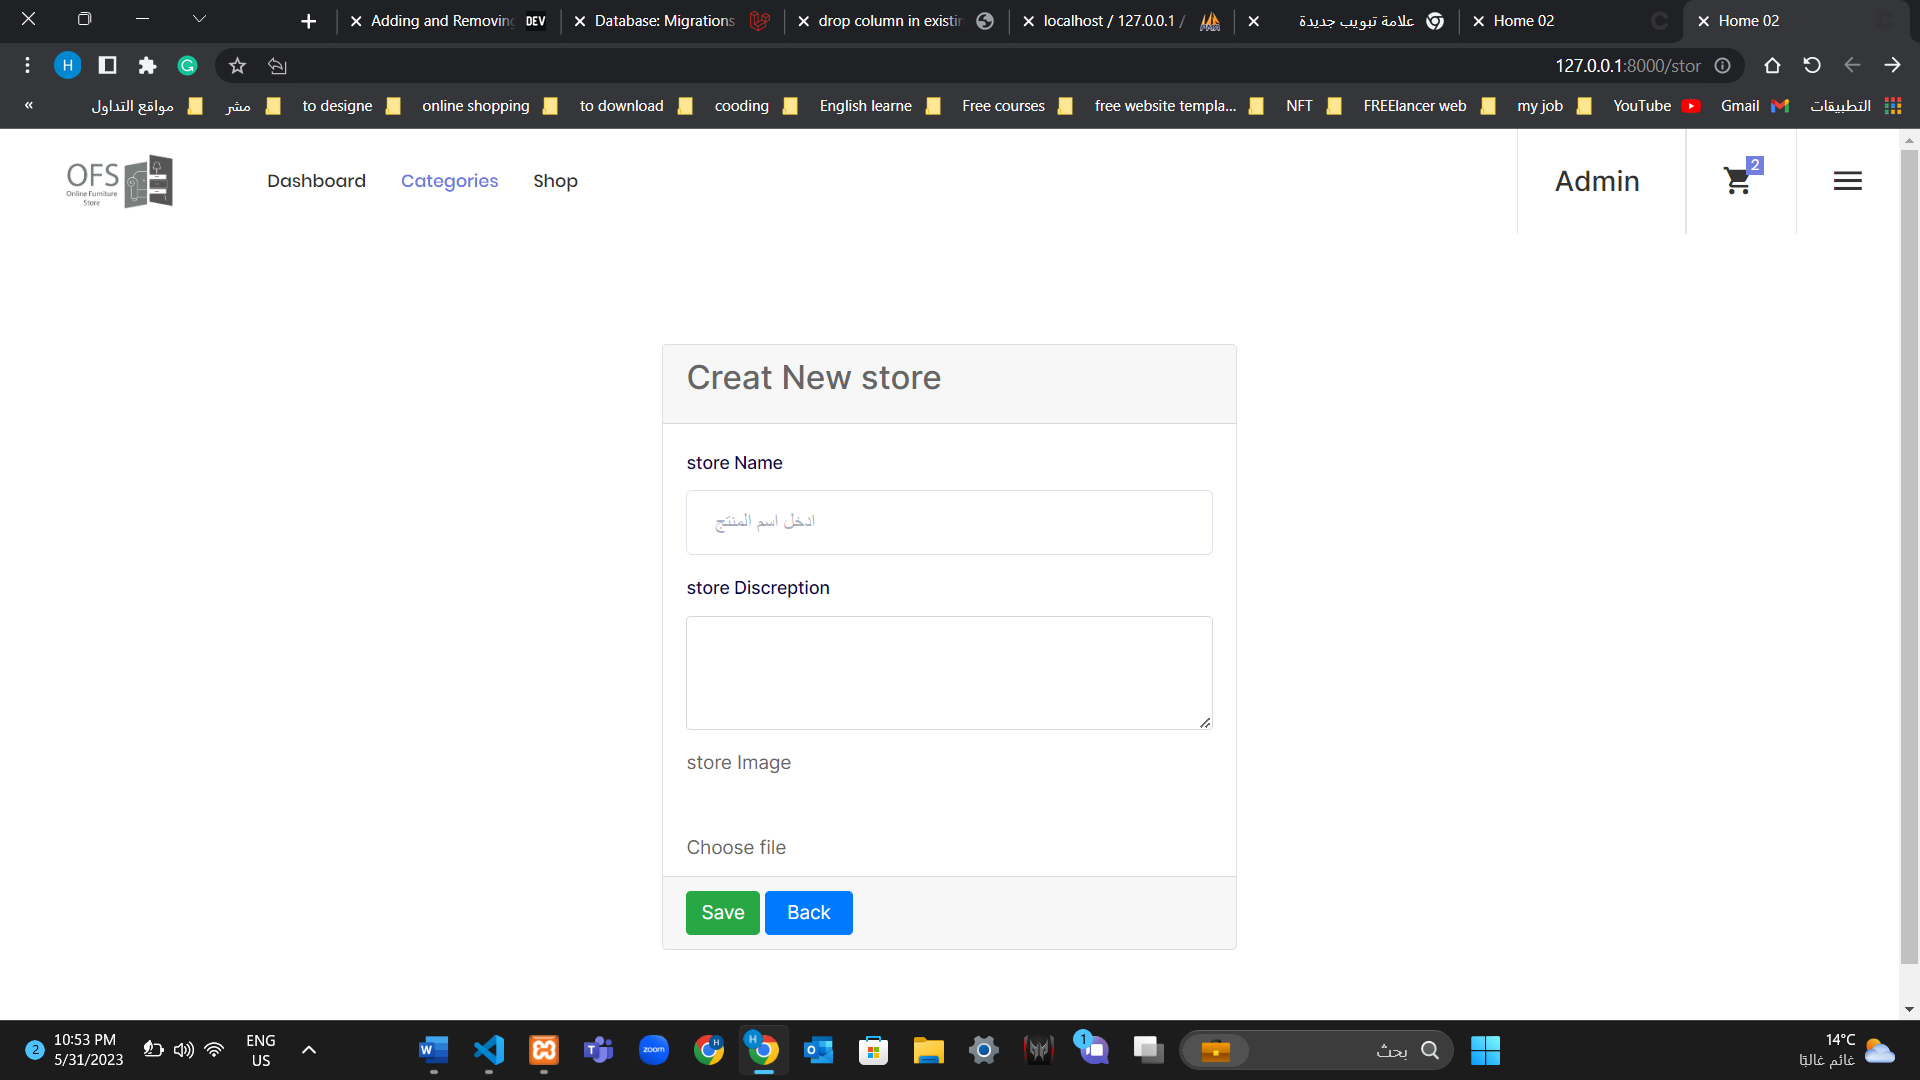 Adding and Removing
DEV
Database: Migrations
drop column in existin
localhost / 127.0.0.1 /
علامة تبويب جديدة
Home 02
Home 02
H
127.0.0.1:8000/stor
»
مواقع التداول
مشر
to designe
online shopping
to download
cooding
English learne
Free courses
free website templa...
NFT
FREElancer web
my job
YouTube
Gmail
التطبيقات
OFS
Online Furniture
Store
Dashboard
Categories
Shop
Admin
2
Creat New store
store Name
ادخل اسم المنتج
store Discreption
store Image
Choose file
Save
Back
2
10:53 PM
5/31/2023
ENG
US
zoom
H
H
1
بحث
14°C
غائم غالبًا